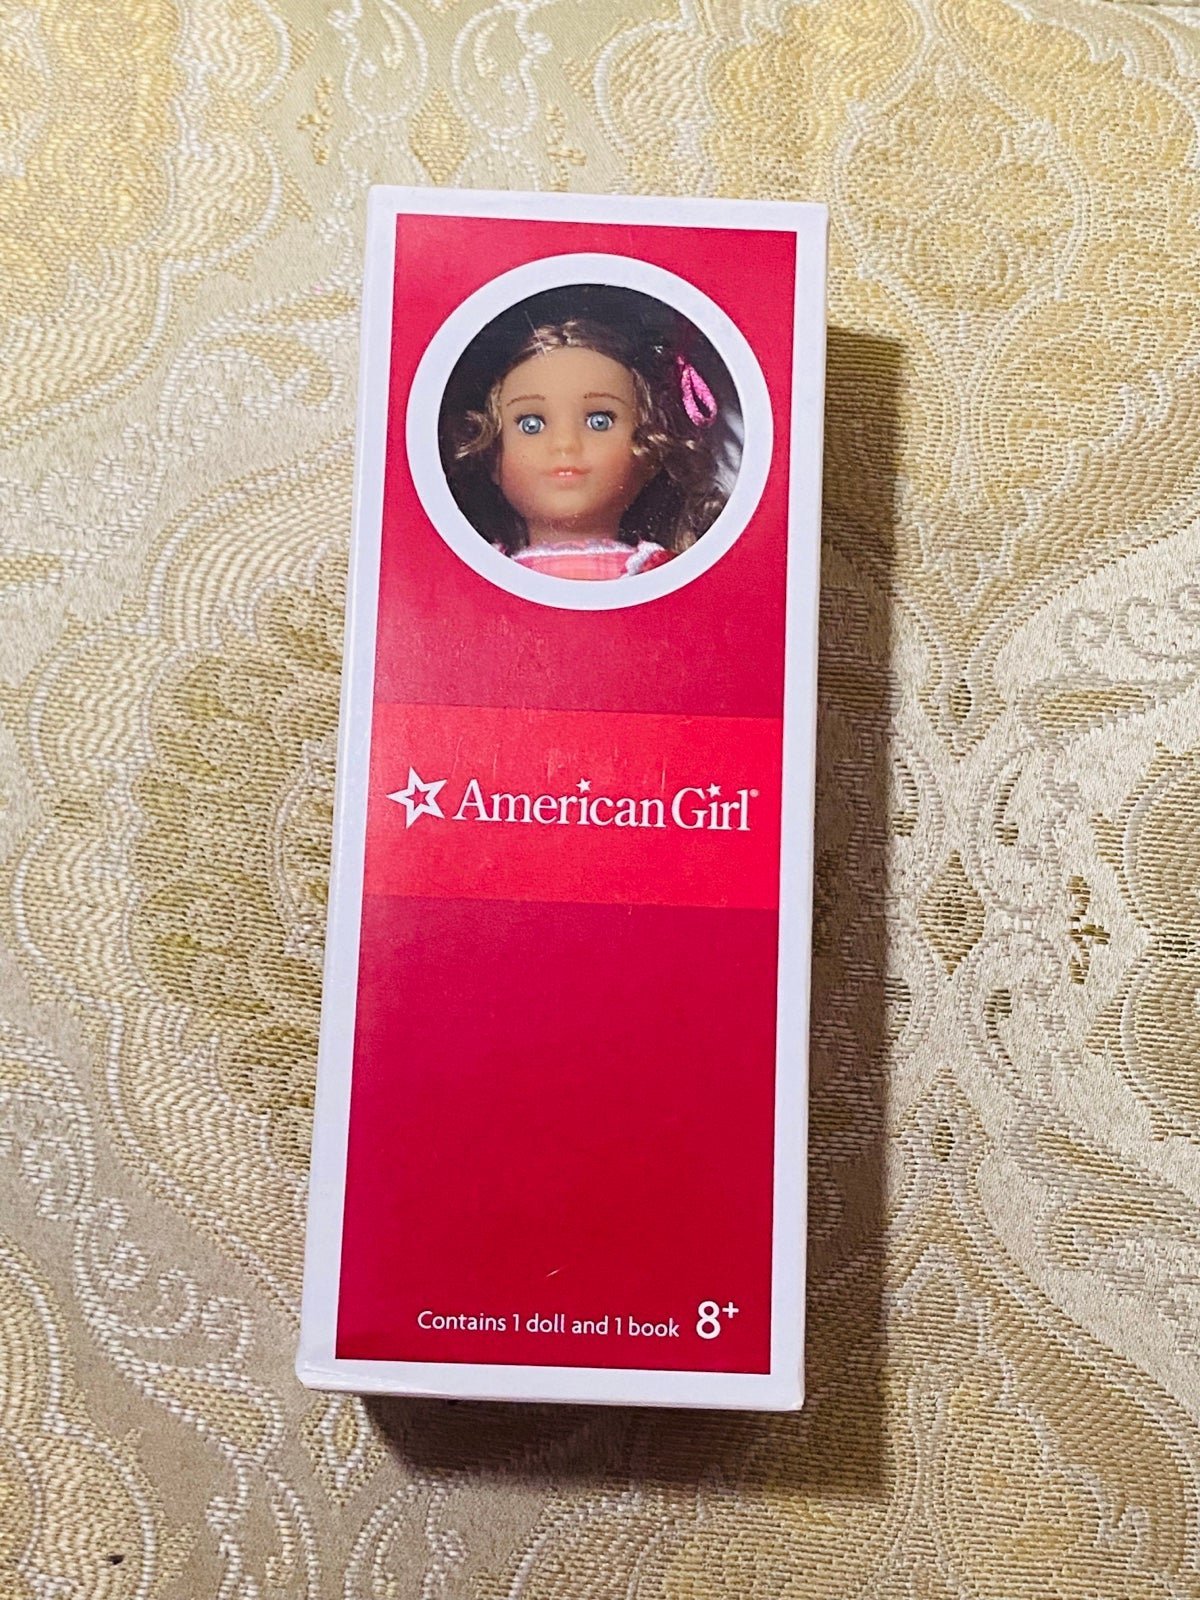 American Girl®
Contains 1 doll and 1 book 8+